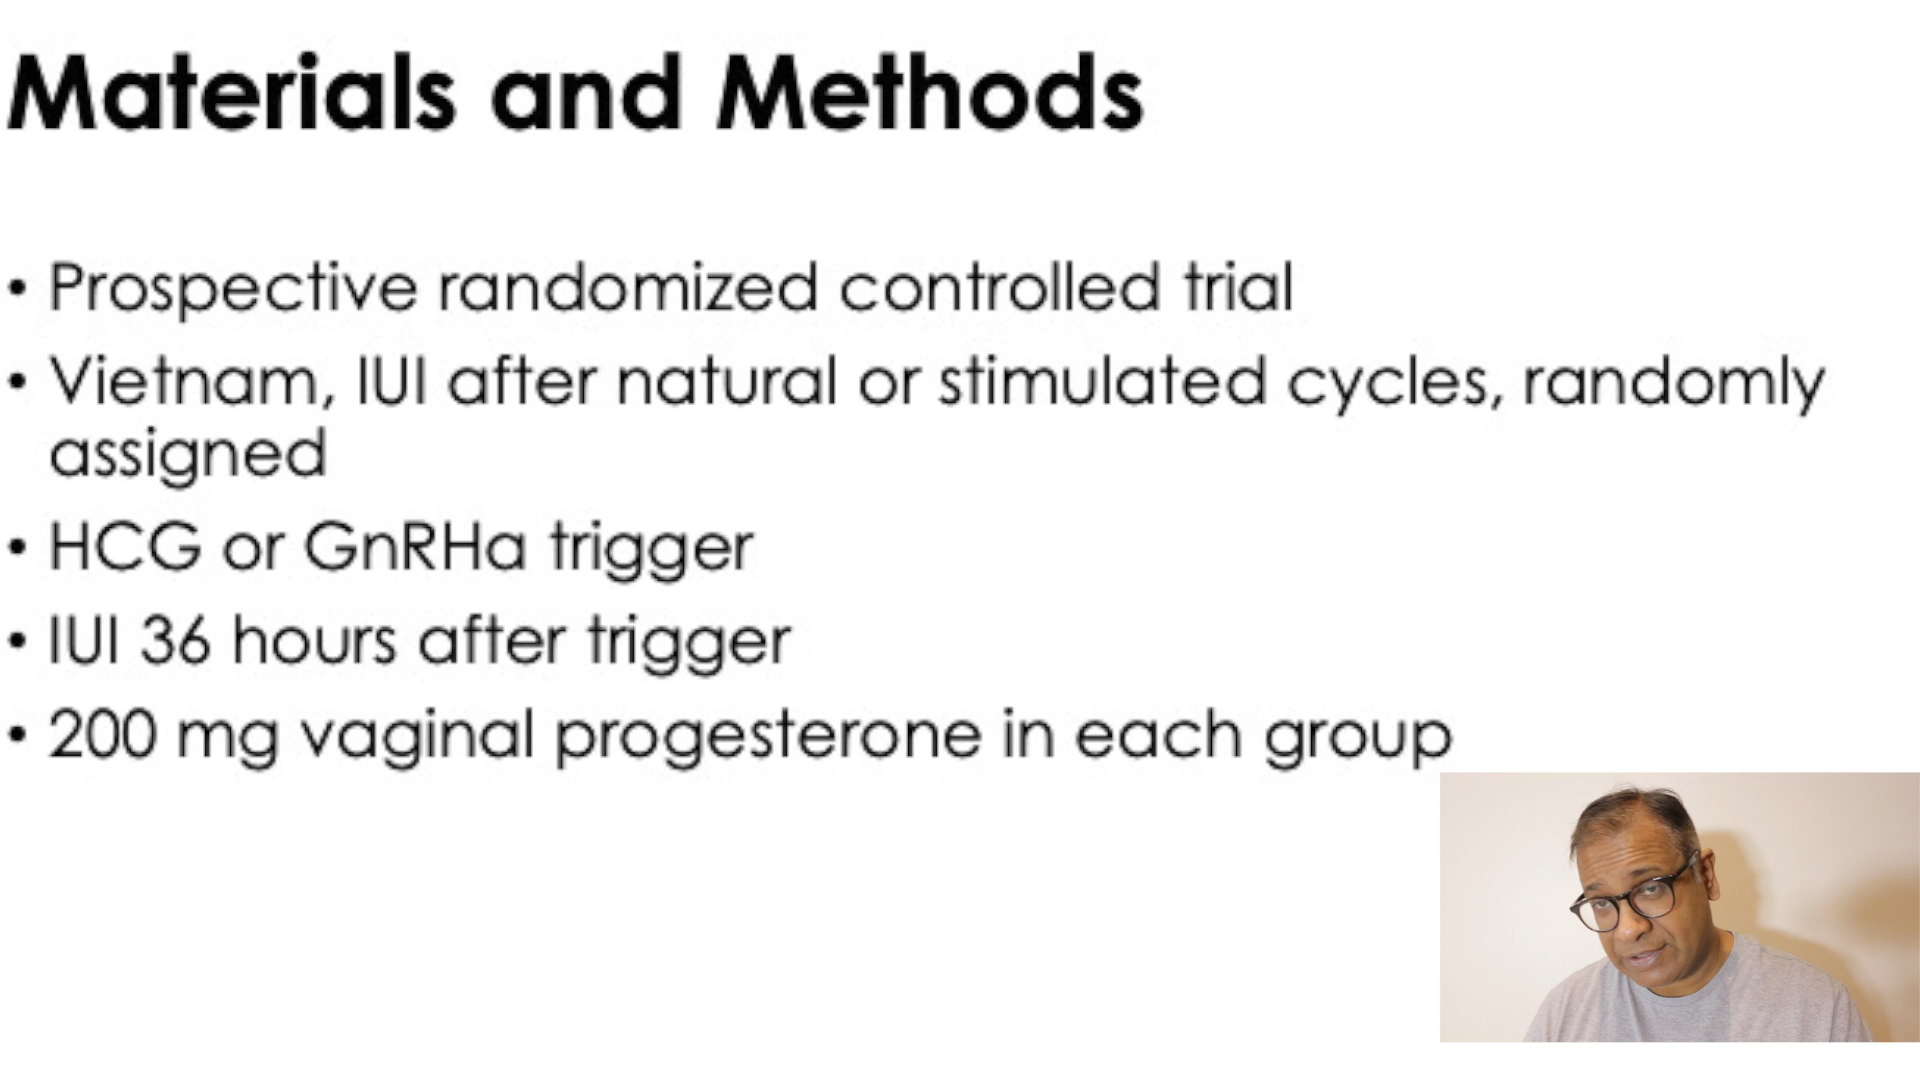 Materials and Methods
• Prospective randomized controlled trial
• Vietnam, IUI after natural or stimulated cycles, randomly
assigned
• HCG or GnRHa trigger
• IUI 36 hours after trigger
• 200 mg vaginal progesterone in each group